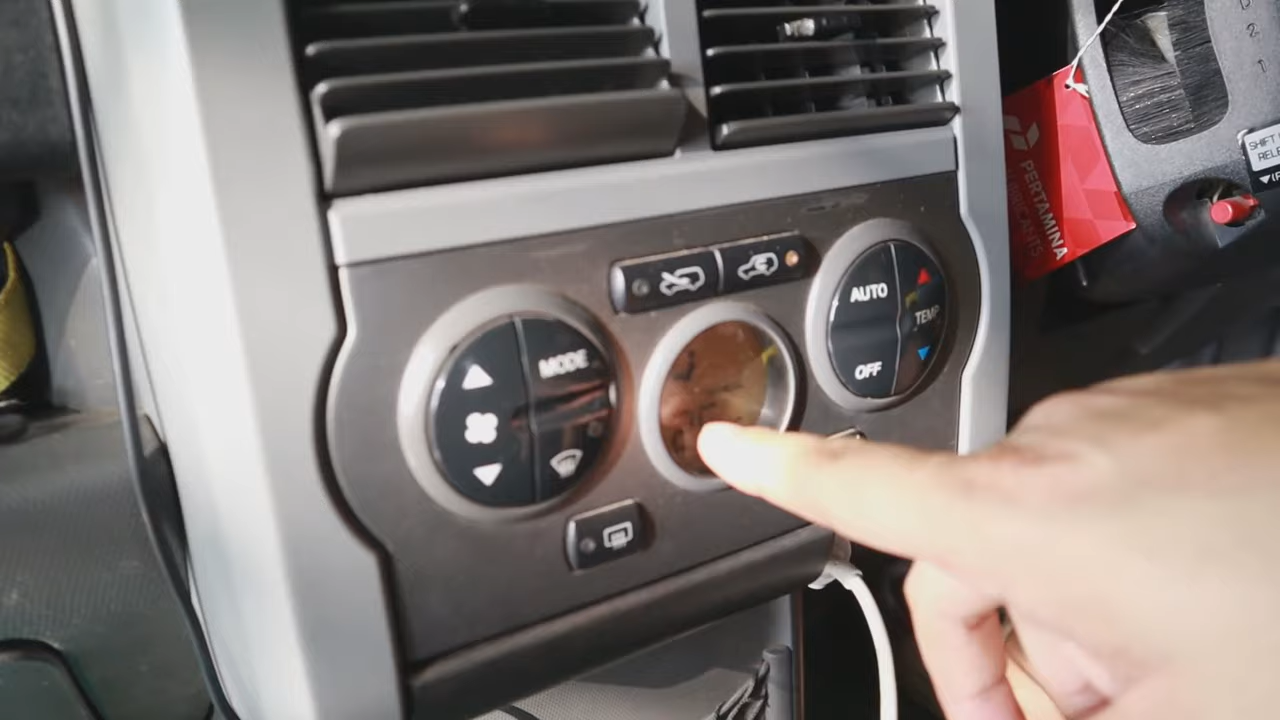 D
2
1
SHIFT
RELE
PERTAMINA
LUBRICANTS
AUTO
TEMP
MODE
OFF